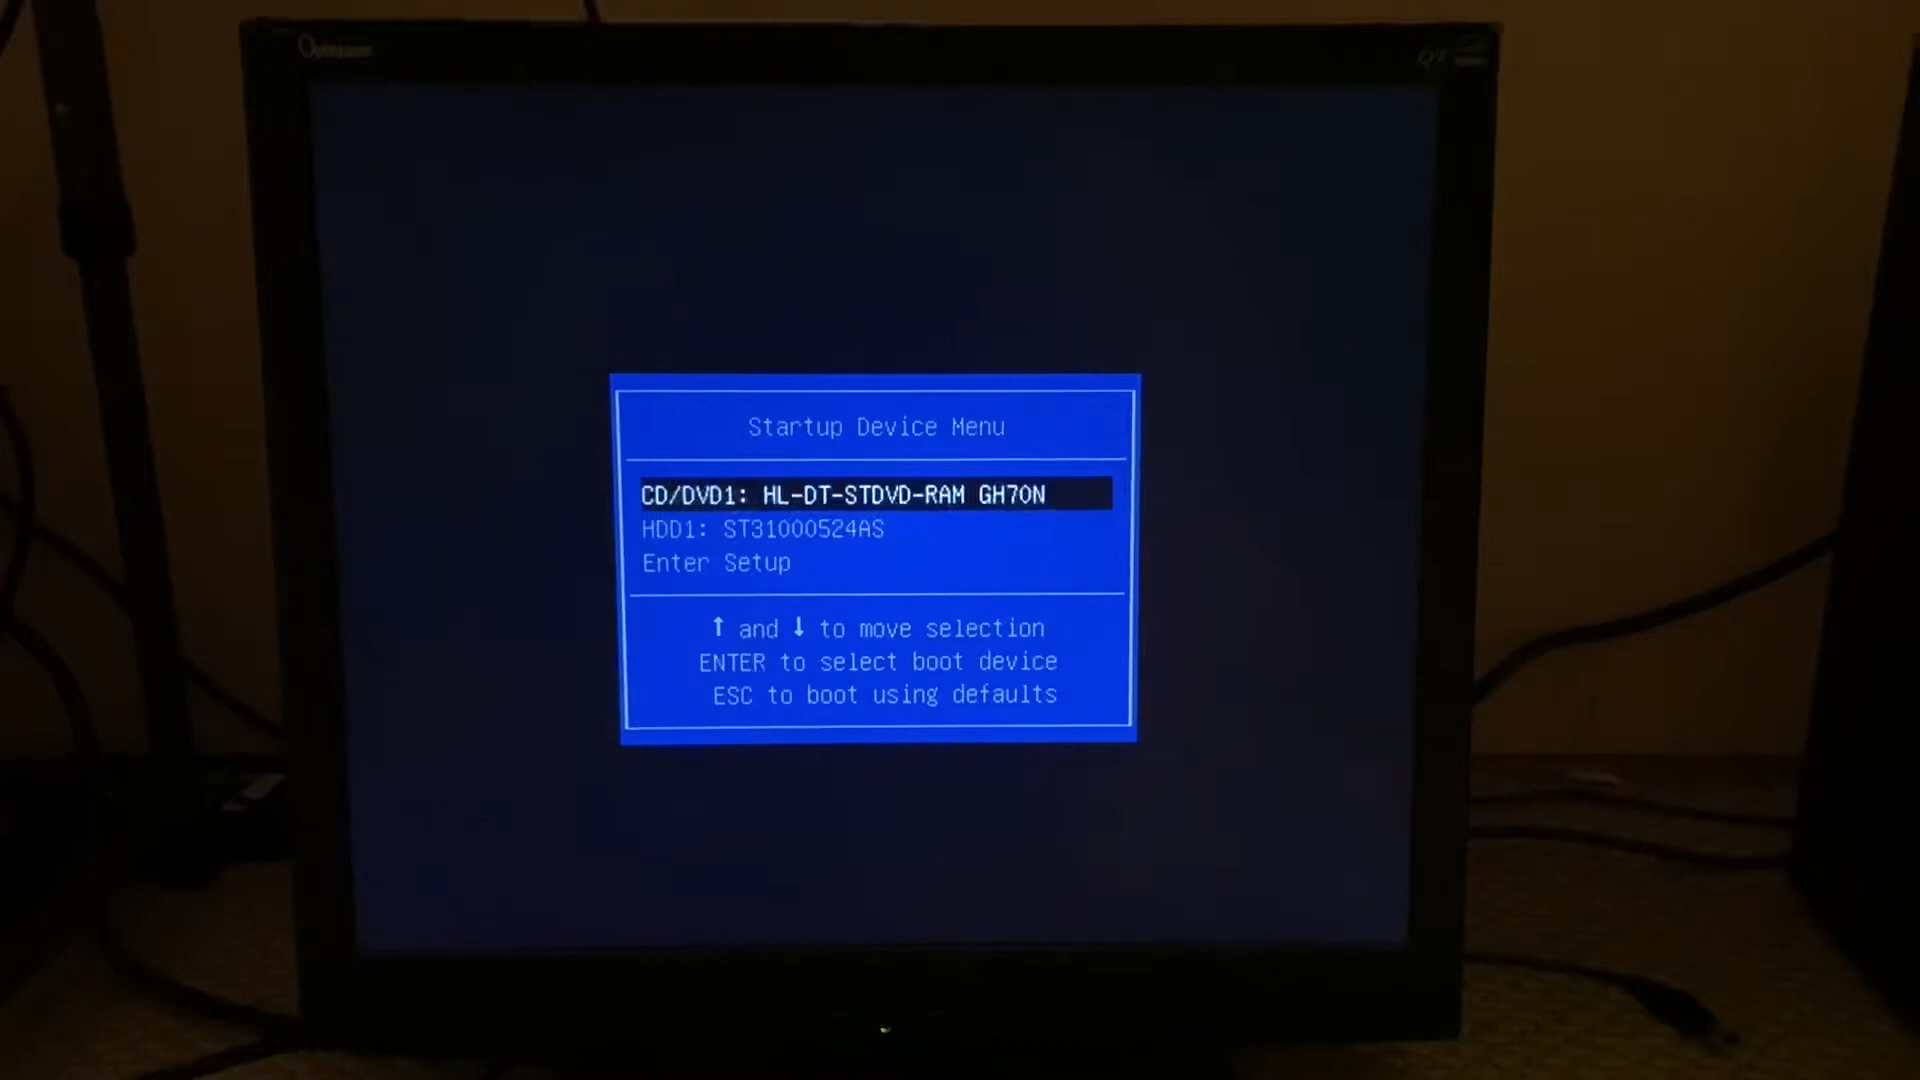 Startup Device Menu
CD/DVD1: HL-DT-STDVD-RAM GH70N
HDD1: ST31000524AS
Enter Setup
↑ and ↓ to move selection
ENTER to select boot device
ESC to boot using defaults